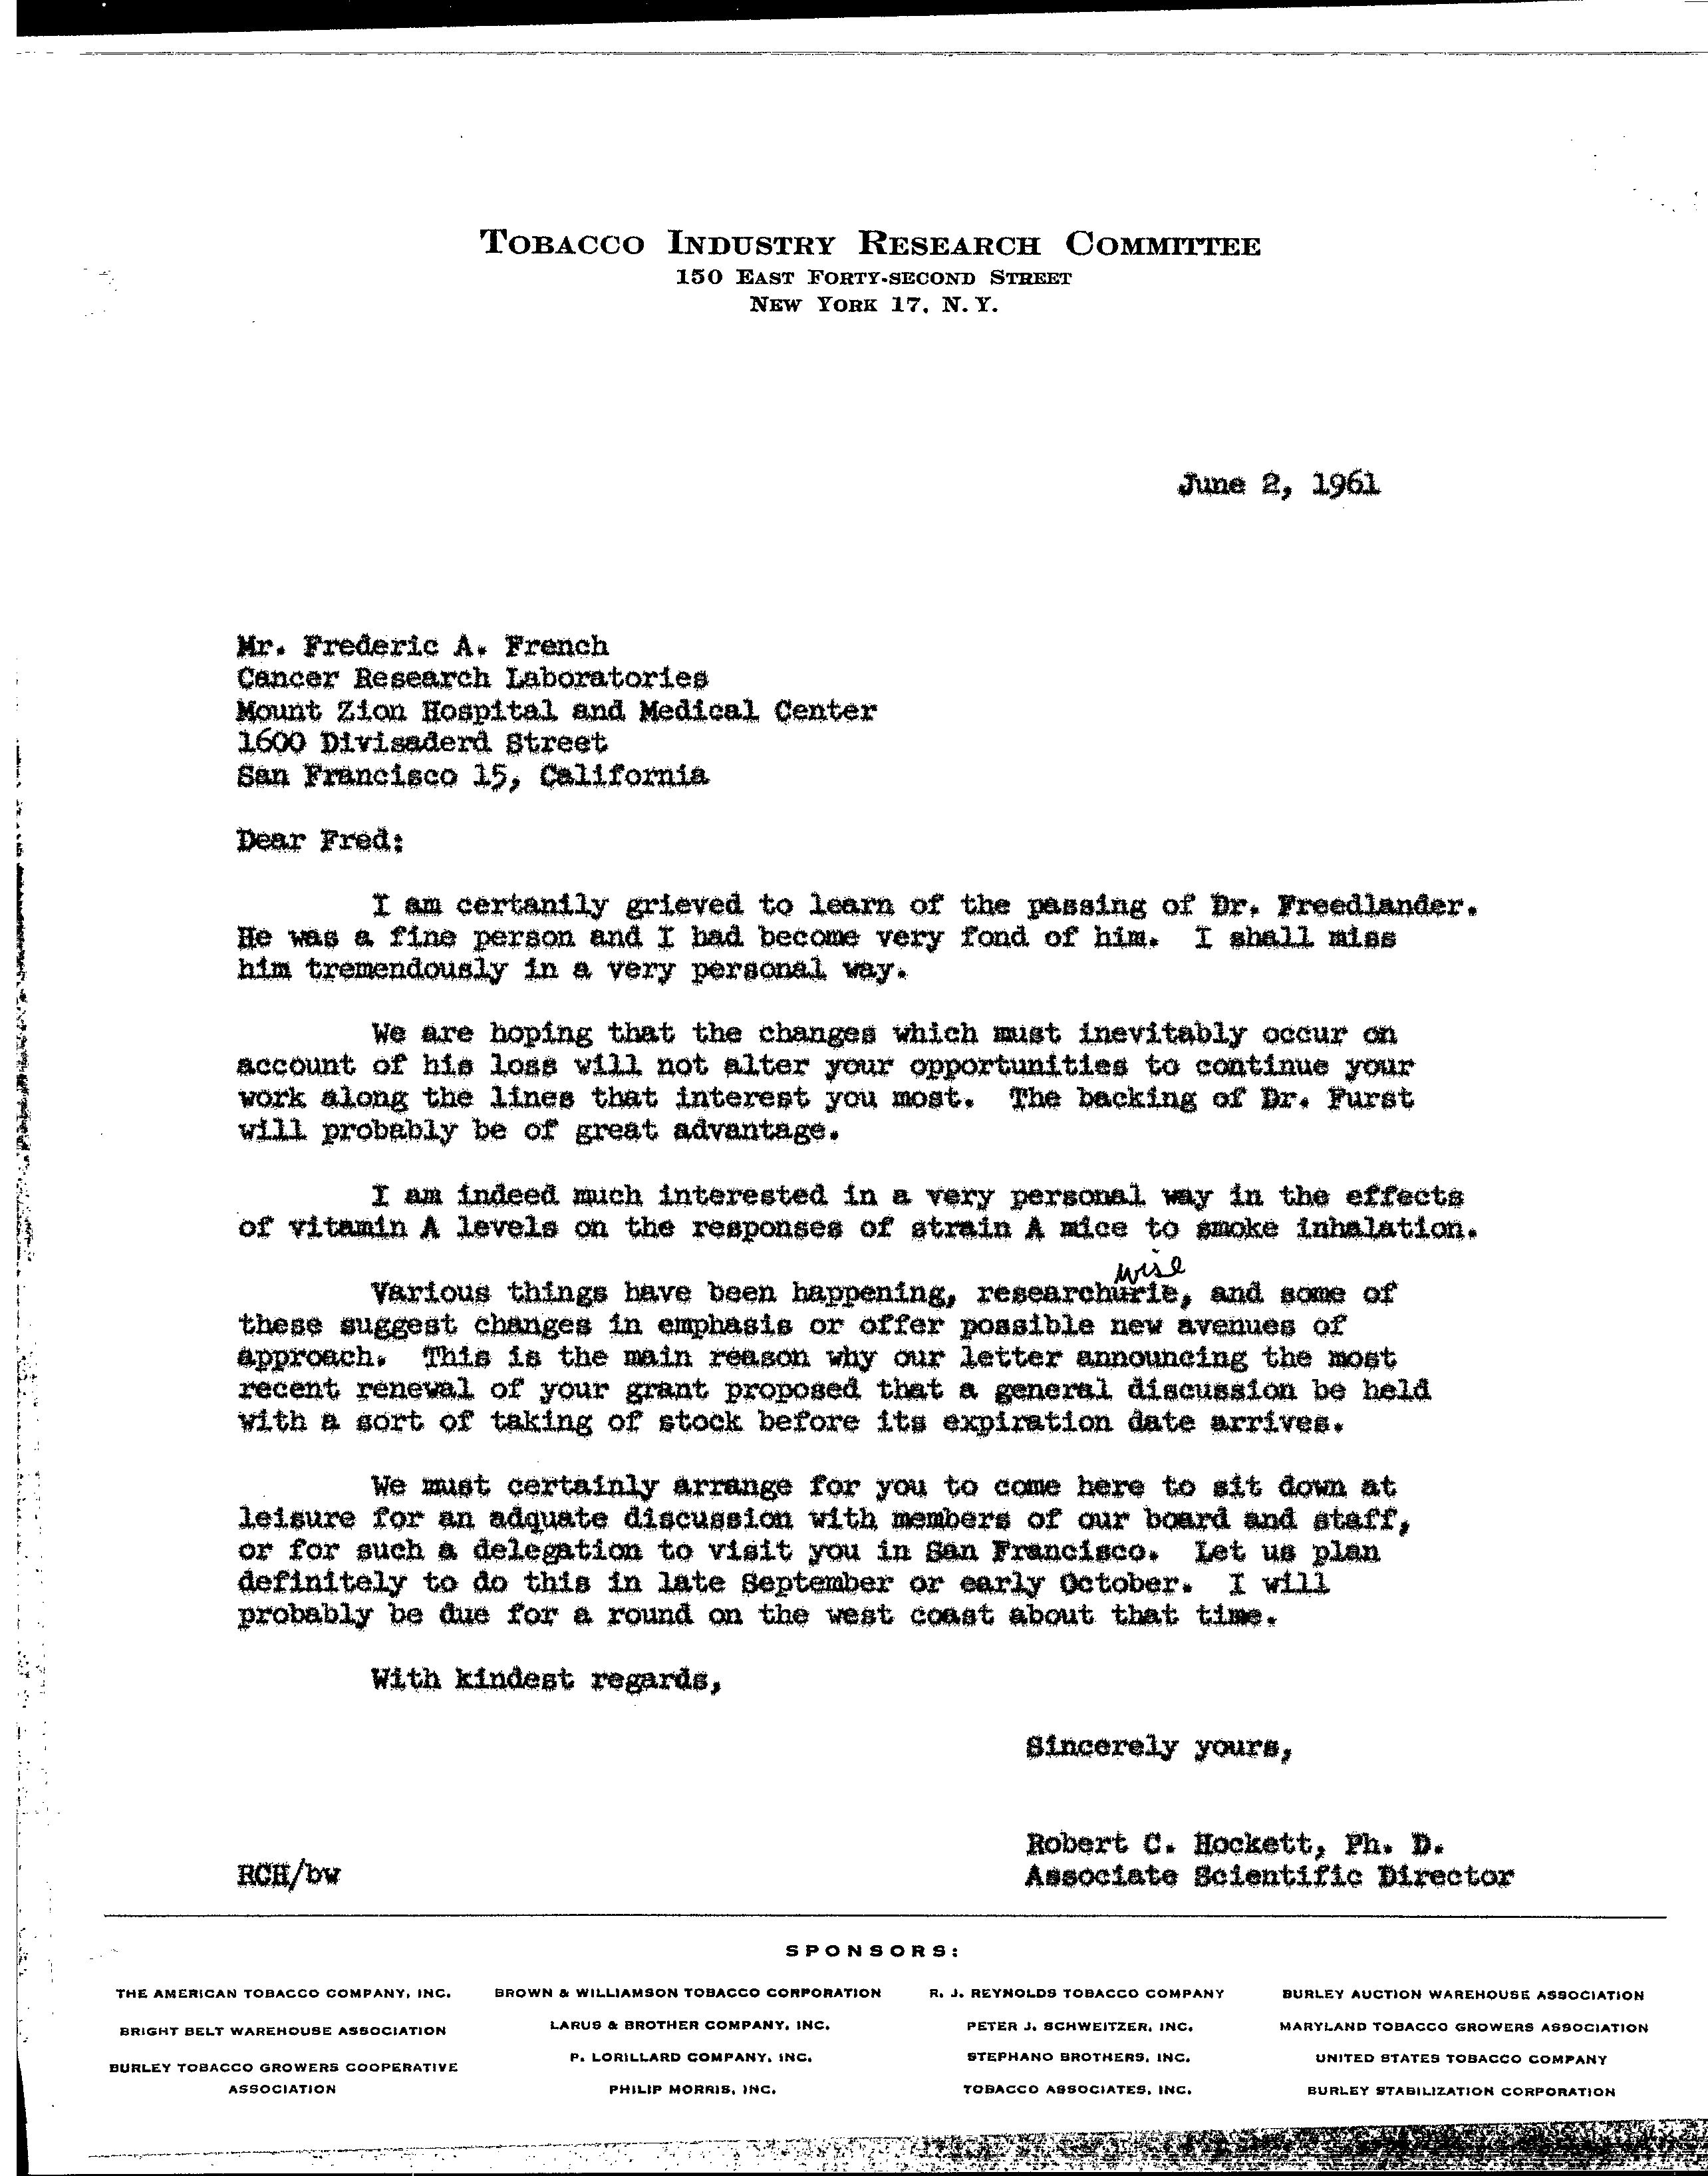 TOBACCO INDUSTRY RESEARCH COMMITTEE
150 EAST FORTY-SECOND STREET
NEW YORK 17, N. Y.
June 2, 1961
Mr. Frederic A. French
Cancer Research Laboratories
Mount Zion Hospital and Medical Center
1600 Divisaderd Street
San Francisco 15, California
Dear Fred:
I am certanily grieved to learn of the passing of Dr. Freedlander.
He was a fine person and I had become very fond of him. I shall miss
him tremendously in a very personal way.
We are hoping that the changes which must inevitably occur on
account of his loss will not alter your opportunities to continue your
work along the lines that interest you most. The backing of Dr. Furst
will probably be of great advantage.
I am indeed much interested in a very personal way in the effects
of vitamin A levels on the responses of strain A mice to smoke inhalation.
wise
Various things have been happening, researchurie, and some of
these suggest changes in emphasis or offer possible new avenues of
approach. This is the main reason why our letter announcing the most
recent renewal of your grant proposed that a general discussion be held
with a sort of taking of stock before its expiration date arrives.
We must certainly arrange for you to come here to sit down at
leisure for an adquate discussion with members of our board and staff,
or for such a delegation to visit you in San Francisco. Let us plan
definitely to do this in late September or early October. I will
probably be due for a round on the west coast about that time.
With kindest regards,
Sincerely yours,
Robert C. Hockett, Ph. D.
RCH/bw Associate Scientific Director
SPONSORS:
THE AMERICAN TOBACCO COMPANY, INC. BROWN & WILLIAMSON TOBACCO CORPORATION R. J. REYNOLDS TOBACCO COMPANY BURLEY AUCTION WAREHOUSE ASSOCIATION
BRIGHT BELT WAREHOUSE ASSOCIATION LARUS & BROTHER COMPANY, INC. PETER J. SCHWEITZER, INC. MARYLAND TOBACCO GROWERS ASSOCIATION
BURLEY TOBACCO GROWERS COOPERATIVE P. LORILLARD COMPANY, INC. STEPHANO BROTHERS, INC. UNITED STATES TOBACCO COMPANY
ASSOCIATION PHILIP MORRIS, INC. TOBACCO ASSOCIATES, INC. BURLEY STABILIZATION CORPORATION